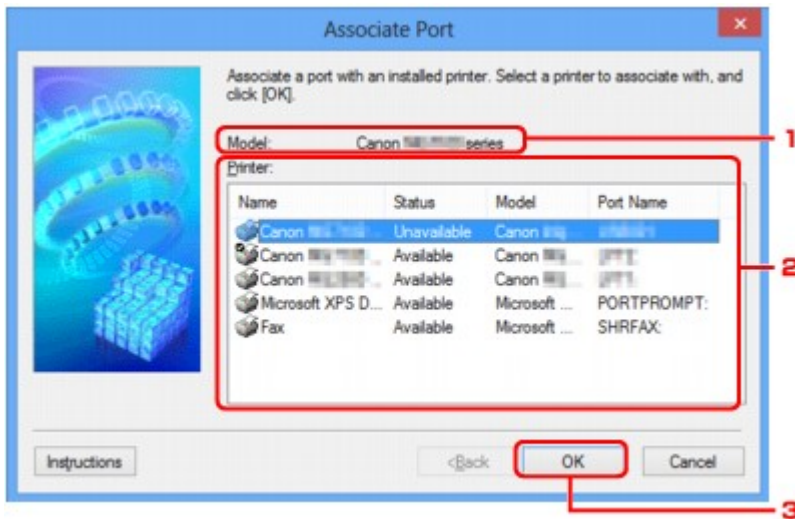 Associate Port
Associate a port with an installed printer. Select a printer to associate with, and
click [OK].
Model: Canon series
1
Printer:
Name Status Model Port Name
Canon Unavailable Canon
Canon ... Available Canon ...
2
Canon ... Available Canon ...
Microsoft XPS D... Available Microsoft ... PORTPROMPT:
Fax Available Microsoft ... SHRFAX:
Instructions <Back OK Cancel
3